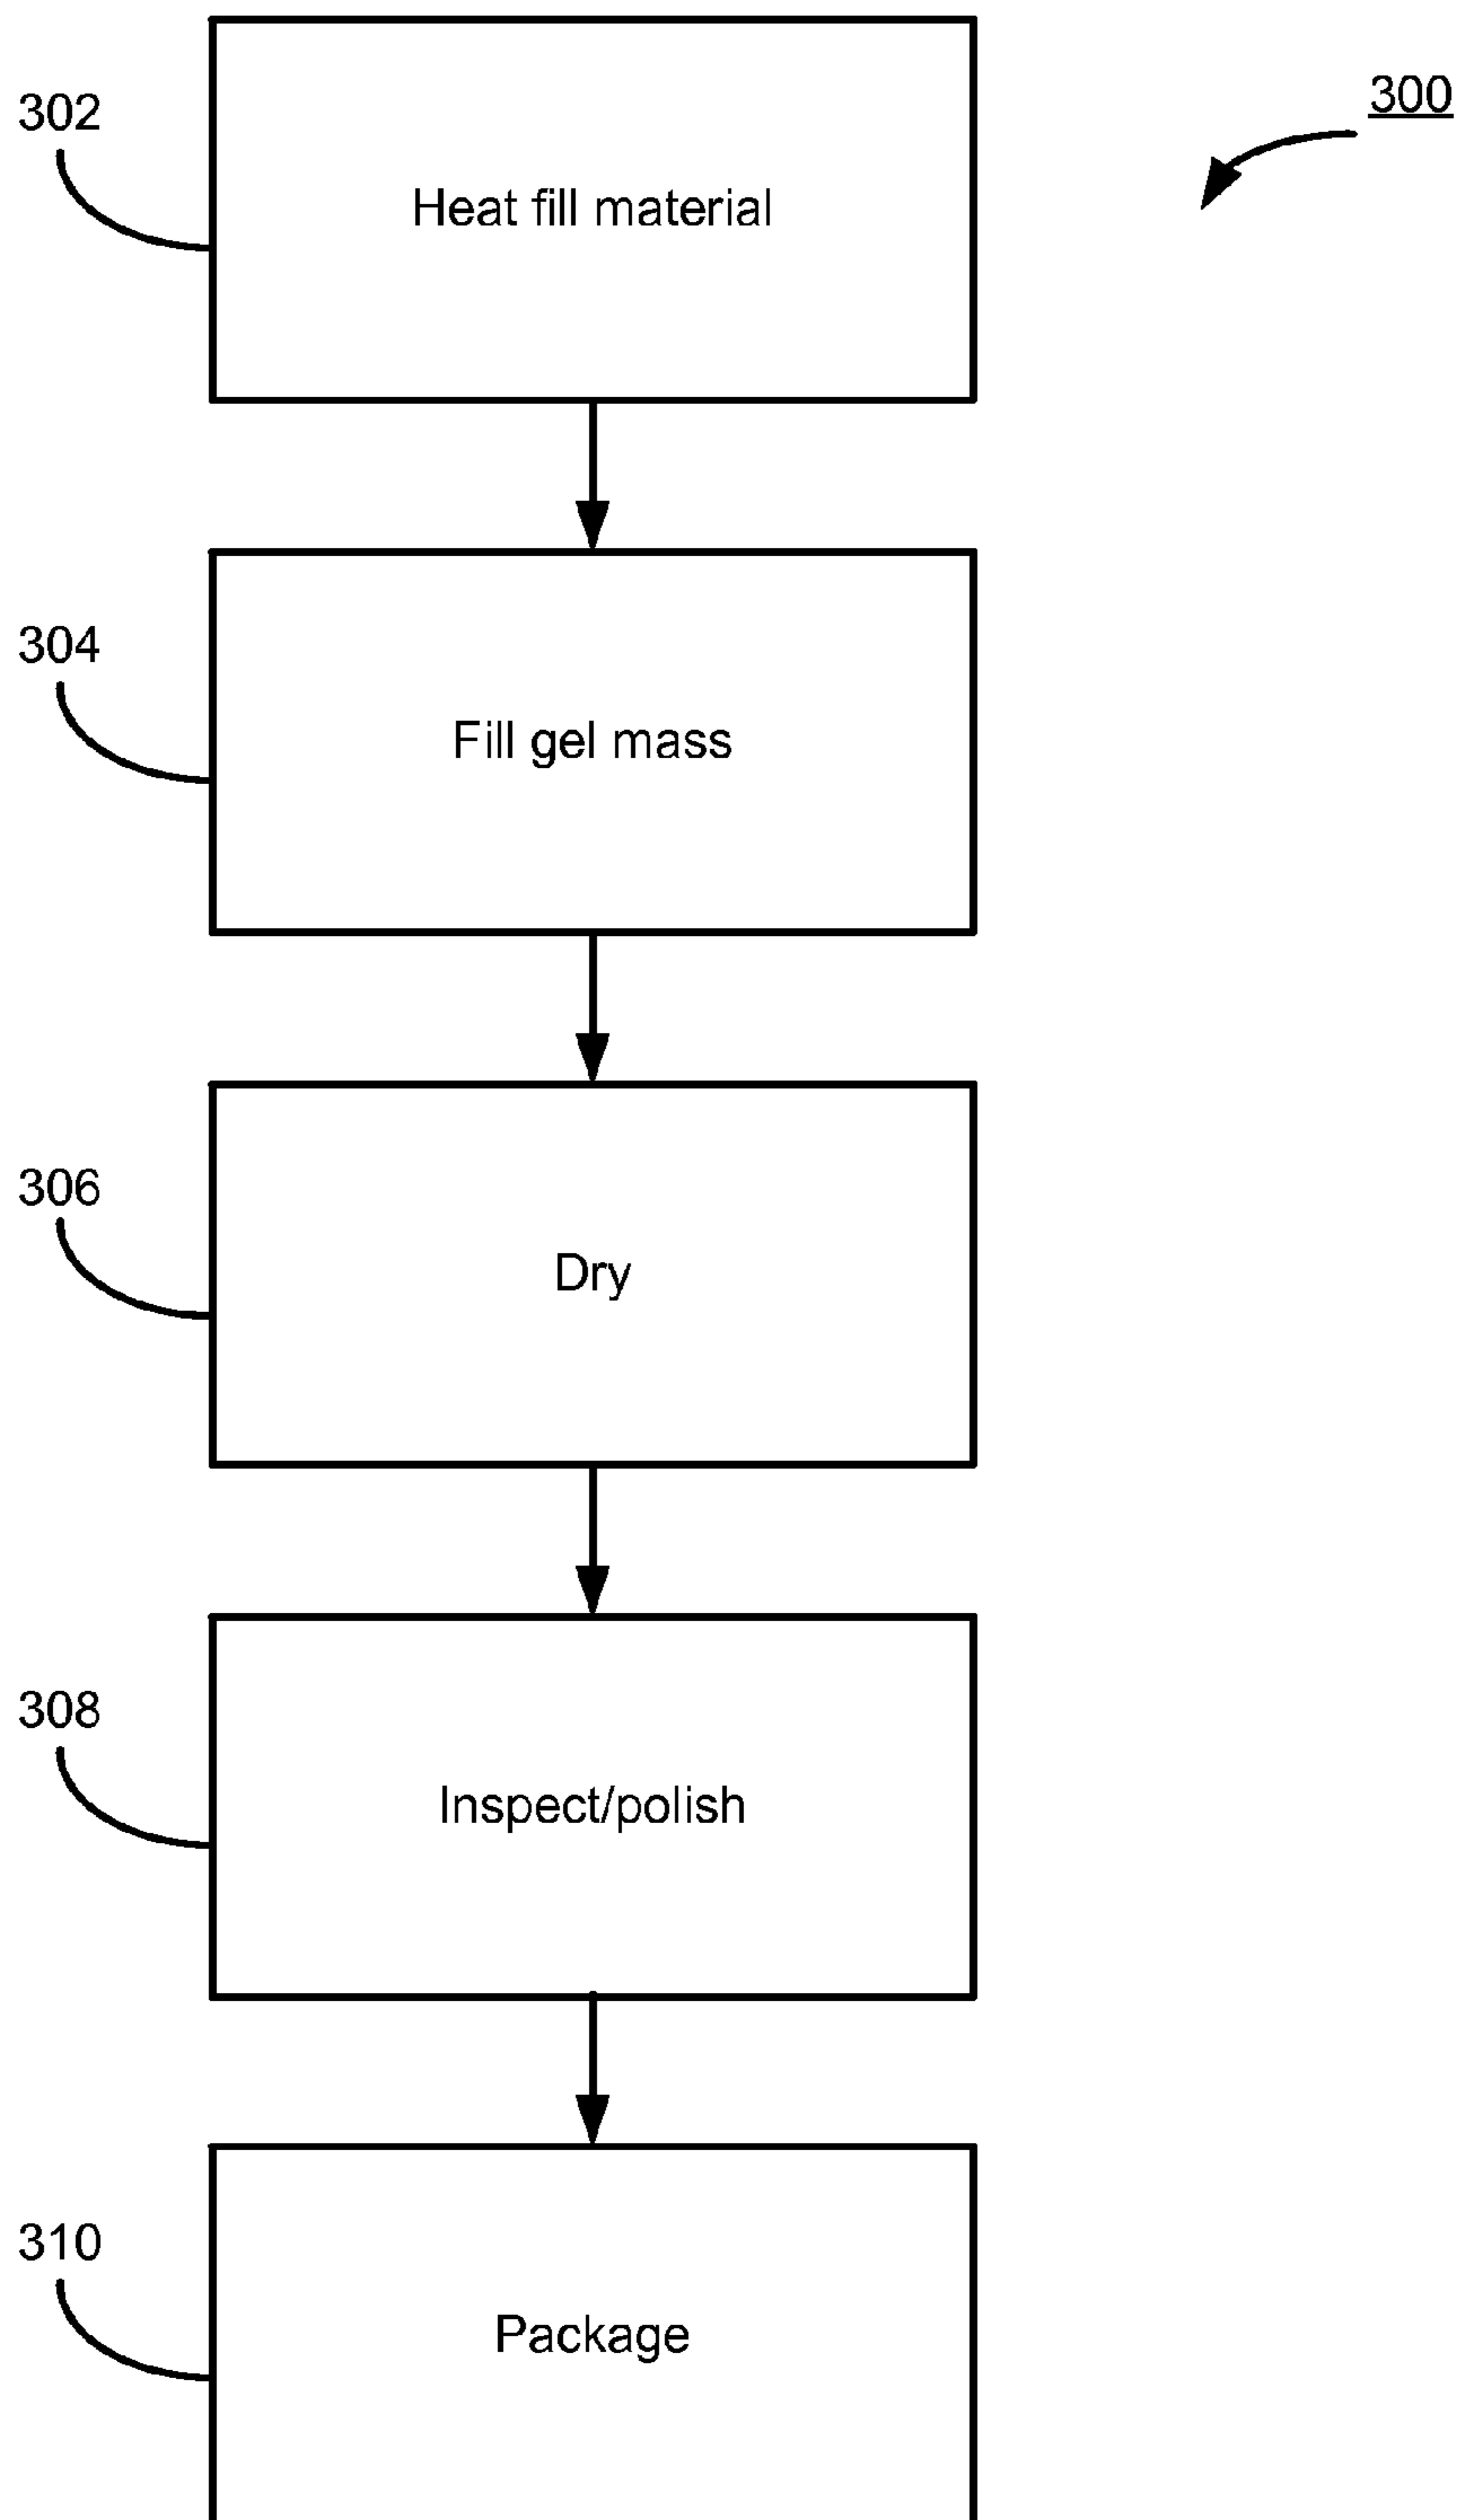 300
302
Heat fill material
304
Fill gel mass
306
Dry
308
Inspect/polish
310
Package